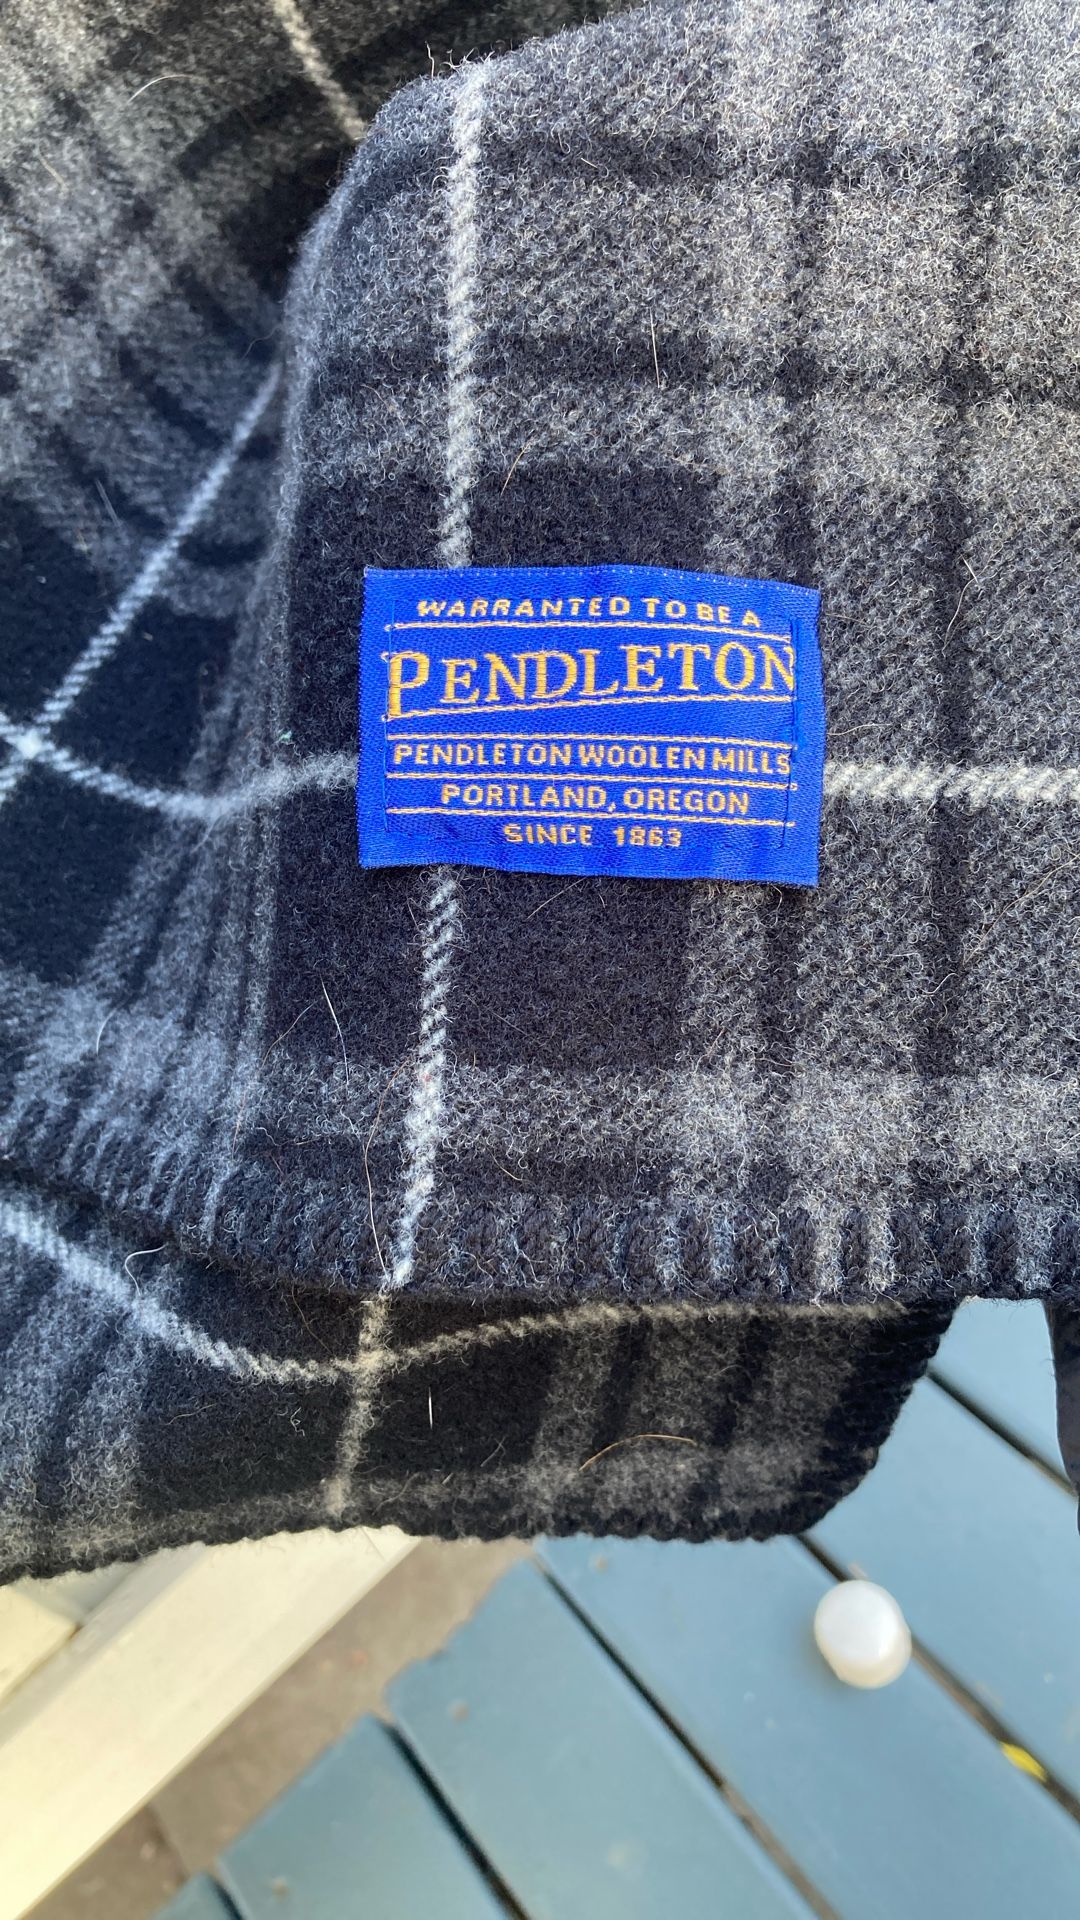 WARRANTED TO BE A
PENDLETON
PENDLETON WOOLEN MILLS
PORTLAND, OREGON
SINCE 1863